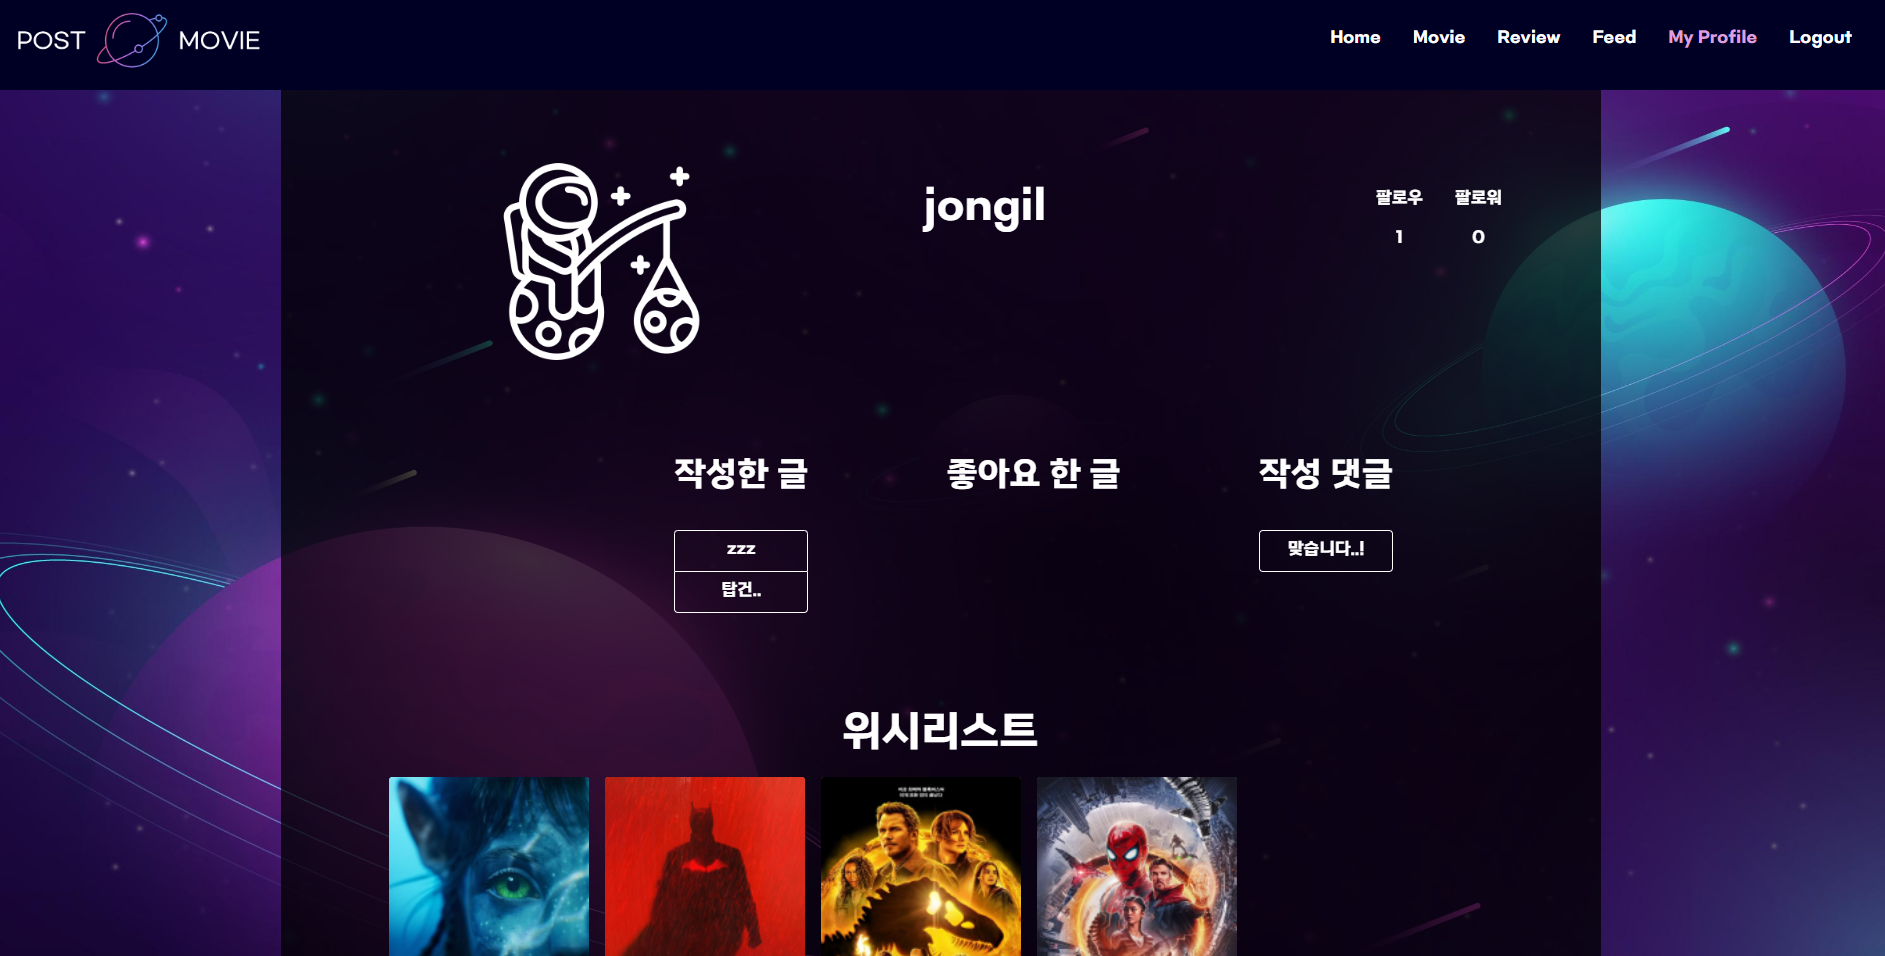 POST MOVIE
Home Movie Review Feed My Profile Logout
jongil
팔로우 팔로워
1 0
작성한 글 좋아요 한 글 작성 댓글
zzz 맞습니다..!
탑건..
위시리스트